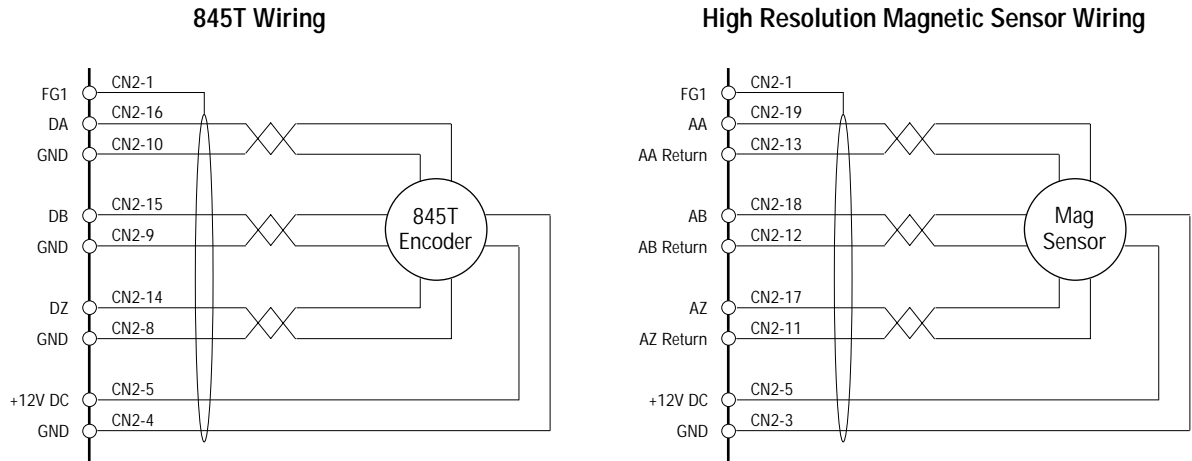 845T Wiring
FG1 CN2-1
DA CN2-16
GND CN2-10
DB CN2-15
GND CN2-9
DZ CN2-14
GND CN2-8
+12V DC CN2-5
GND CN2-4
845T
Encoder
High Resolution Magnetic Sensor Wiring
FG1 CN2-1
AA CN2-19
AA Return CN2-13
AB CN2-18
AB Return CN2-12
AZ CN2-17
AZ Return CN2-11
+12V DC CN2-5
GND CN2-3
Mag
Sensor